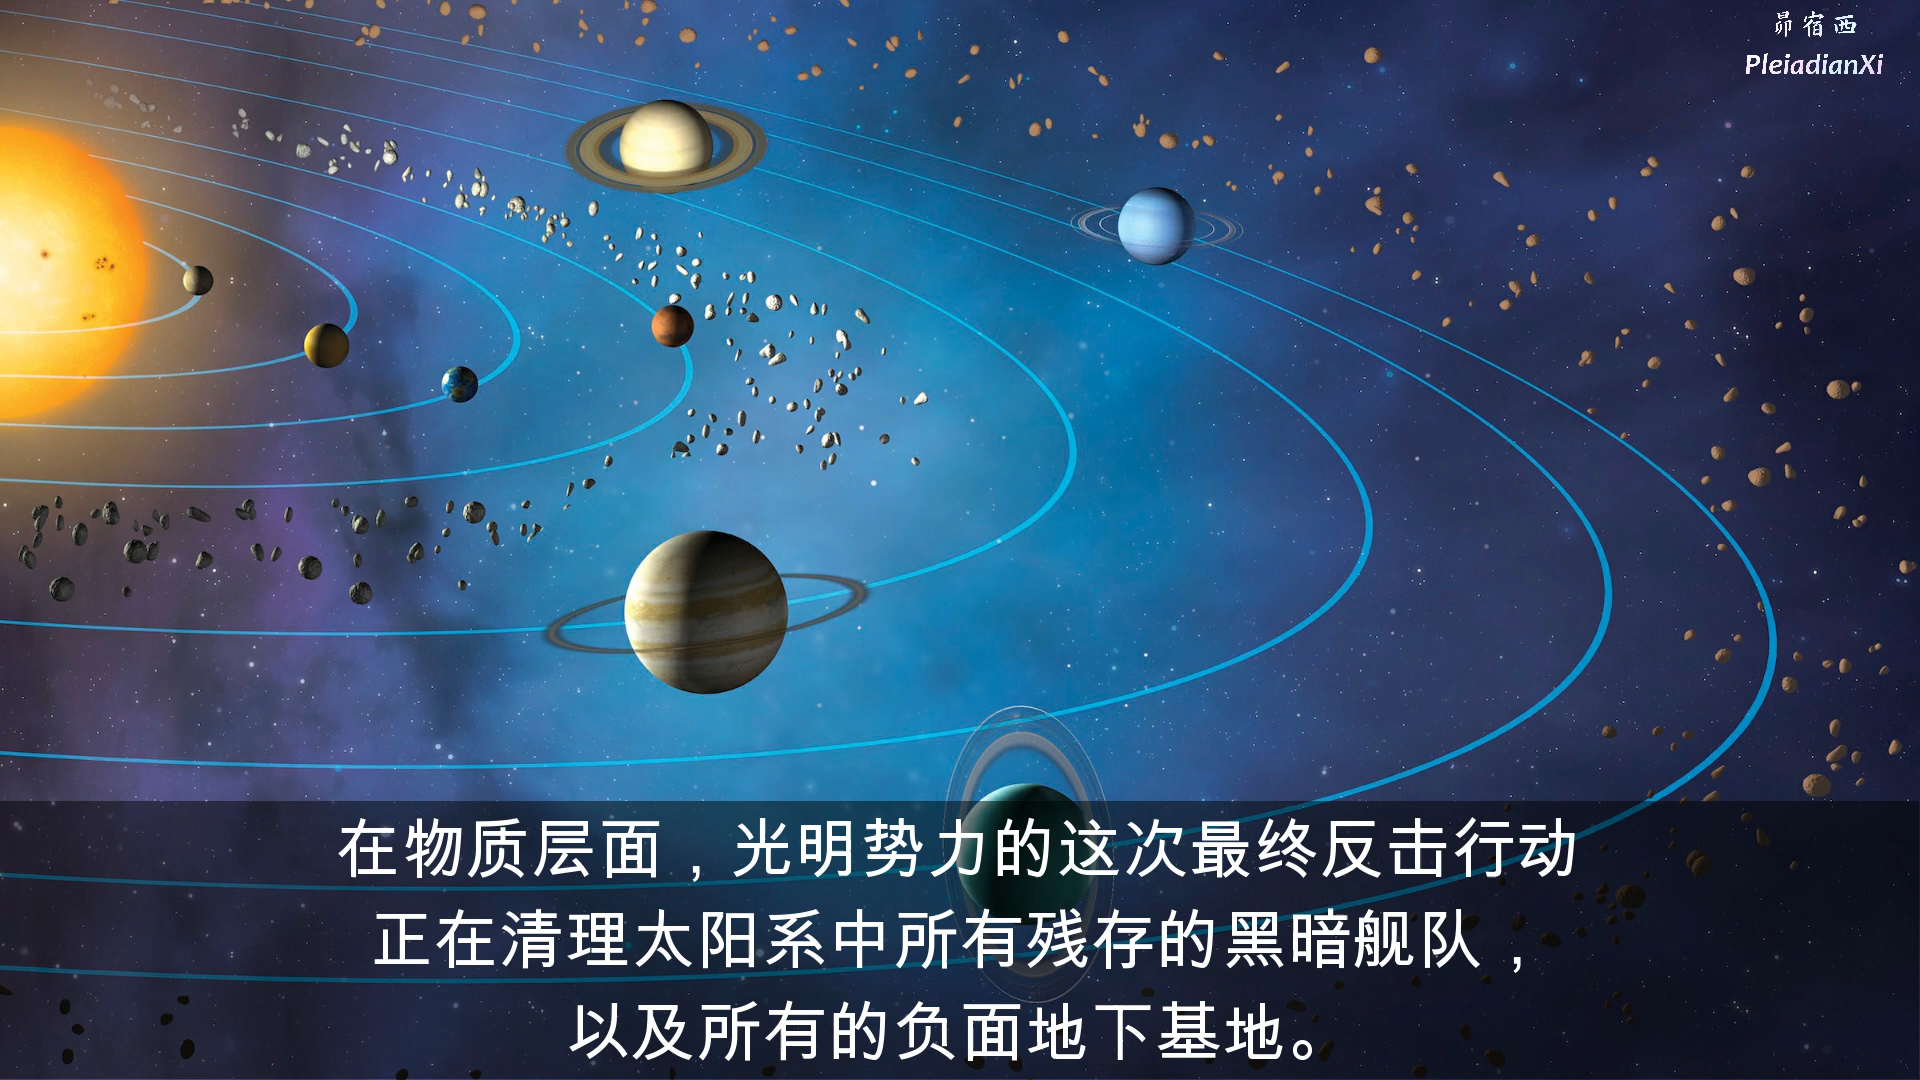 昴宿西
PleiadianXi
在物质层面，光明势力的这次最终反击行动
正在清理太阳系中所有残存的黑暗舰队，
以及所有的负面地下基地。